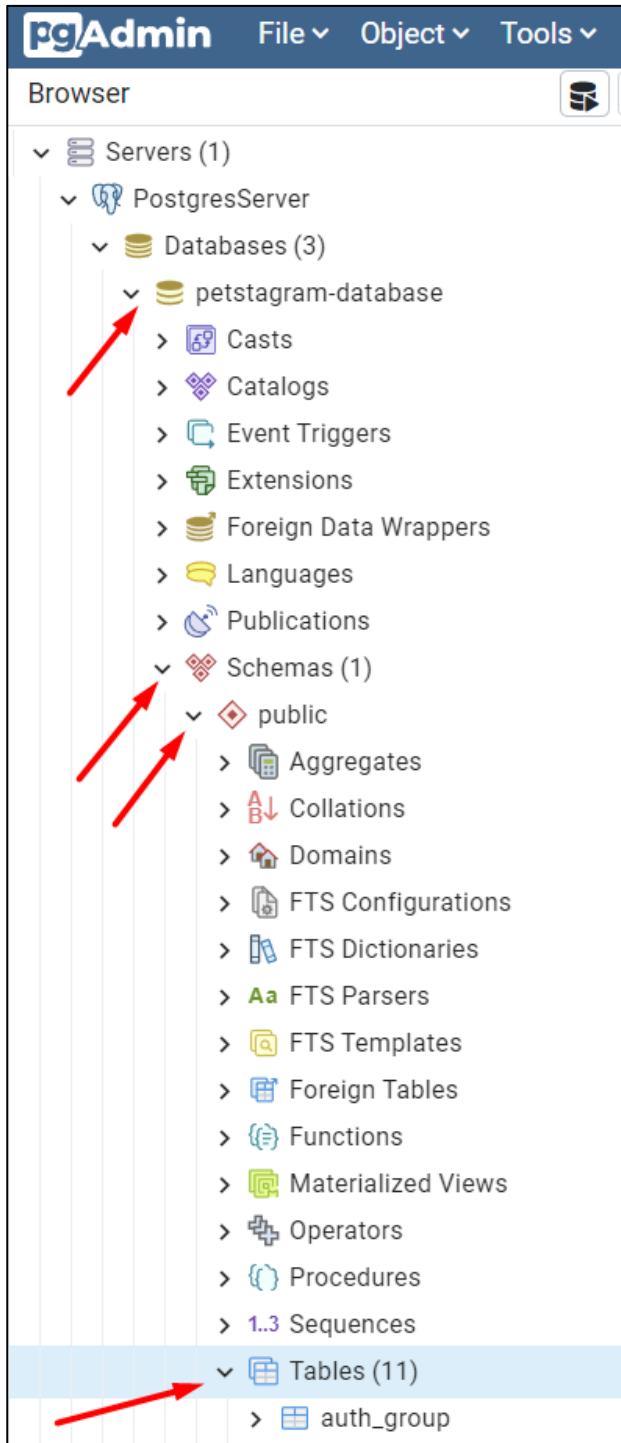 pgAdmin File Object Tools
Browser
Servers (1)
PostgresServer
Databases (3)
petstagram-database
Casts
Catalogs
Event Triggers
Extensions
Foreign Data Wrappers
Languages
Publications
Schemas (1)
public
Aggregates
Collations
Domains
FTS Configurations
FTS Dictionaries
Aa FTS Parsers
FTS Templates
Foreign Tables
Functions
Materialized Views
Operators
Procedures
1..3 Sequences
Tables (11)
auth_group